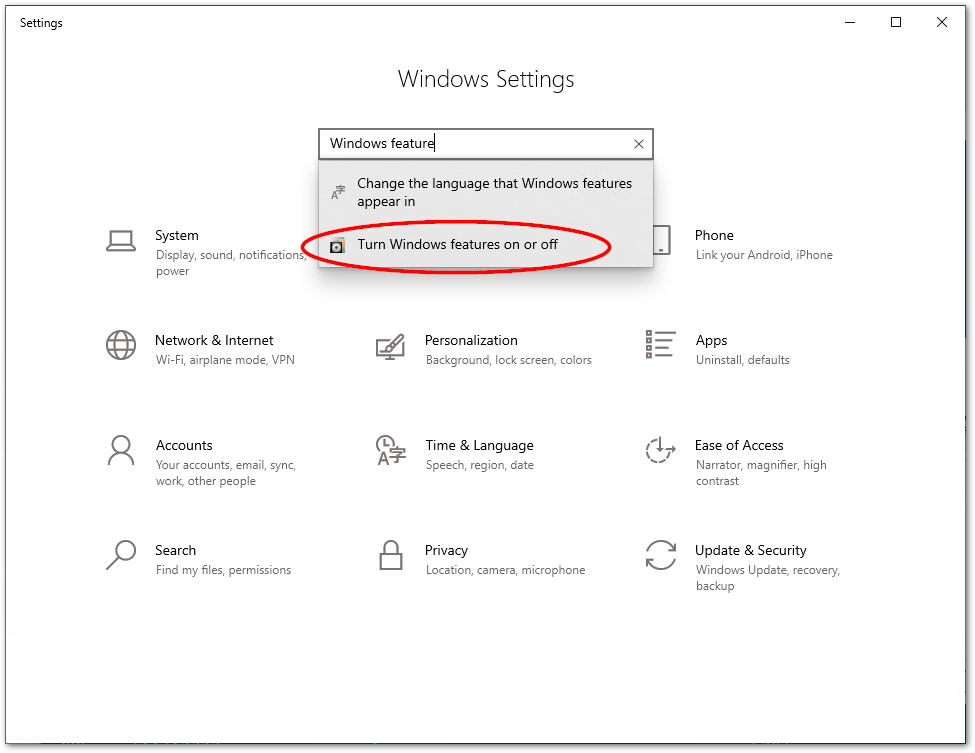 Settings
Windows Settings
Windows feature
Change the language that Windows features
appear in
Turn Windows features on or off
System
Display, sound, notifications,
power
Phone
Link your Android, iPhone
Network & Internet
Wi-Fi, airplane mode, VPN
Personalization
Background, lock screen, colors
Apps
Uninstall, defaults
Accounts
Your accounts, email, sync,
work, other people
Time & Language
Speech, region, date
Ease of Access
Narrator, magnifier, high
contrast
Search
Find my files, permissions
Privacy
Location, camera, microphone
Update & Security
Windows Update, recovery,
backup